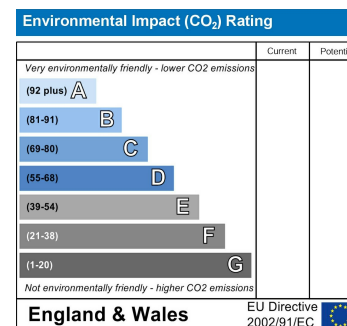 Environmental Impact (CO₂) Rating
Current Potenti
Very environmentally friendly - lower CO2 emissions
(92 plus) A
(81-91) B
(69-80) C
(55-68) D
(39-54) E
(21-38) F
(1-20) G
Not environmentally friendly - higher CO2 emissions
England & Wales
EU Directive
2002/91/EC